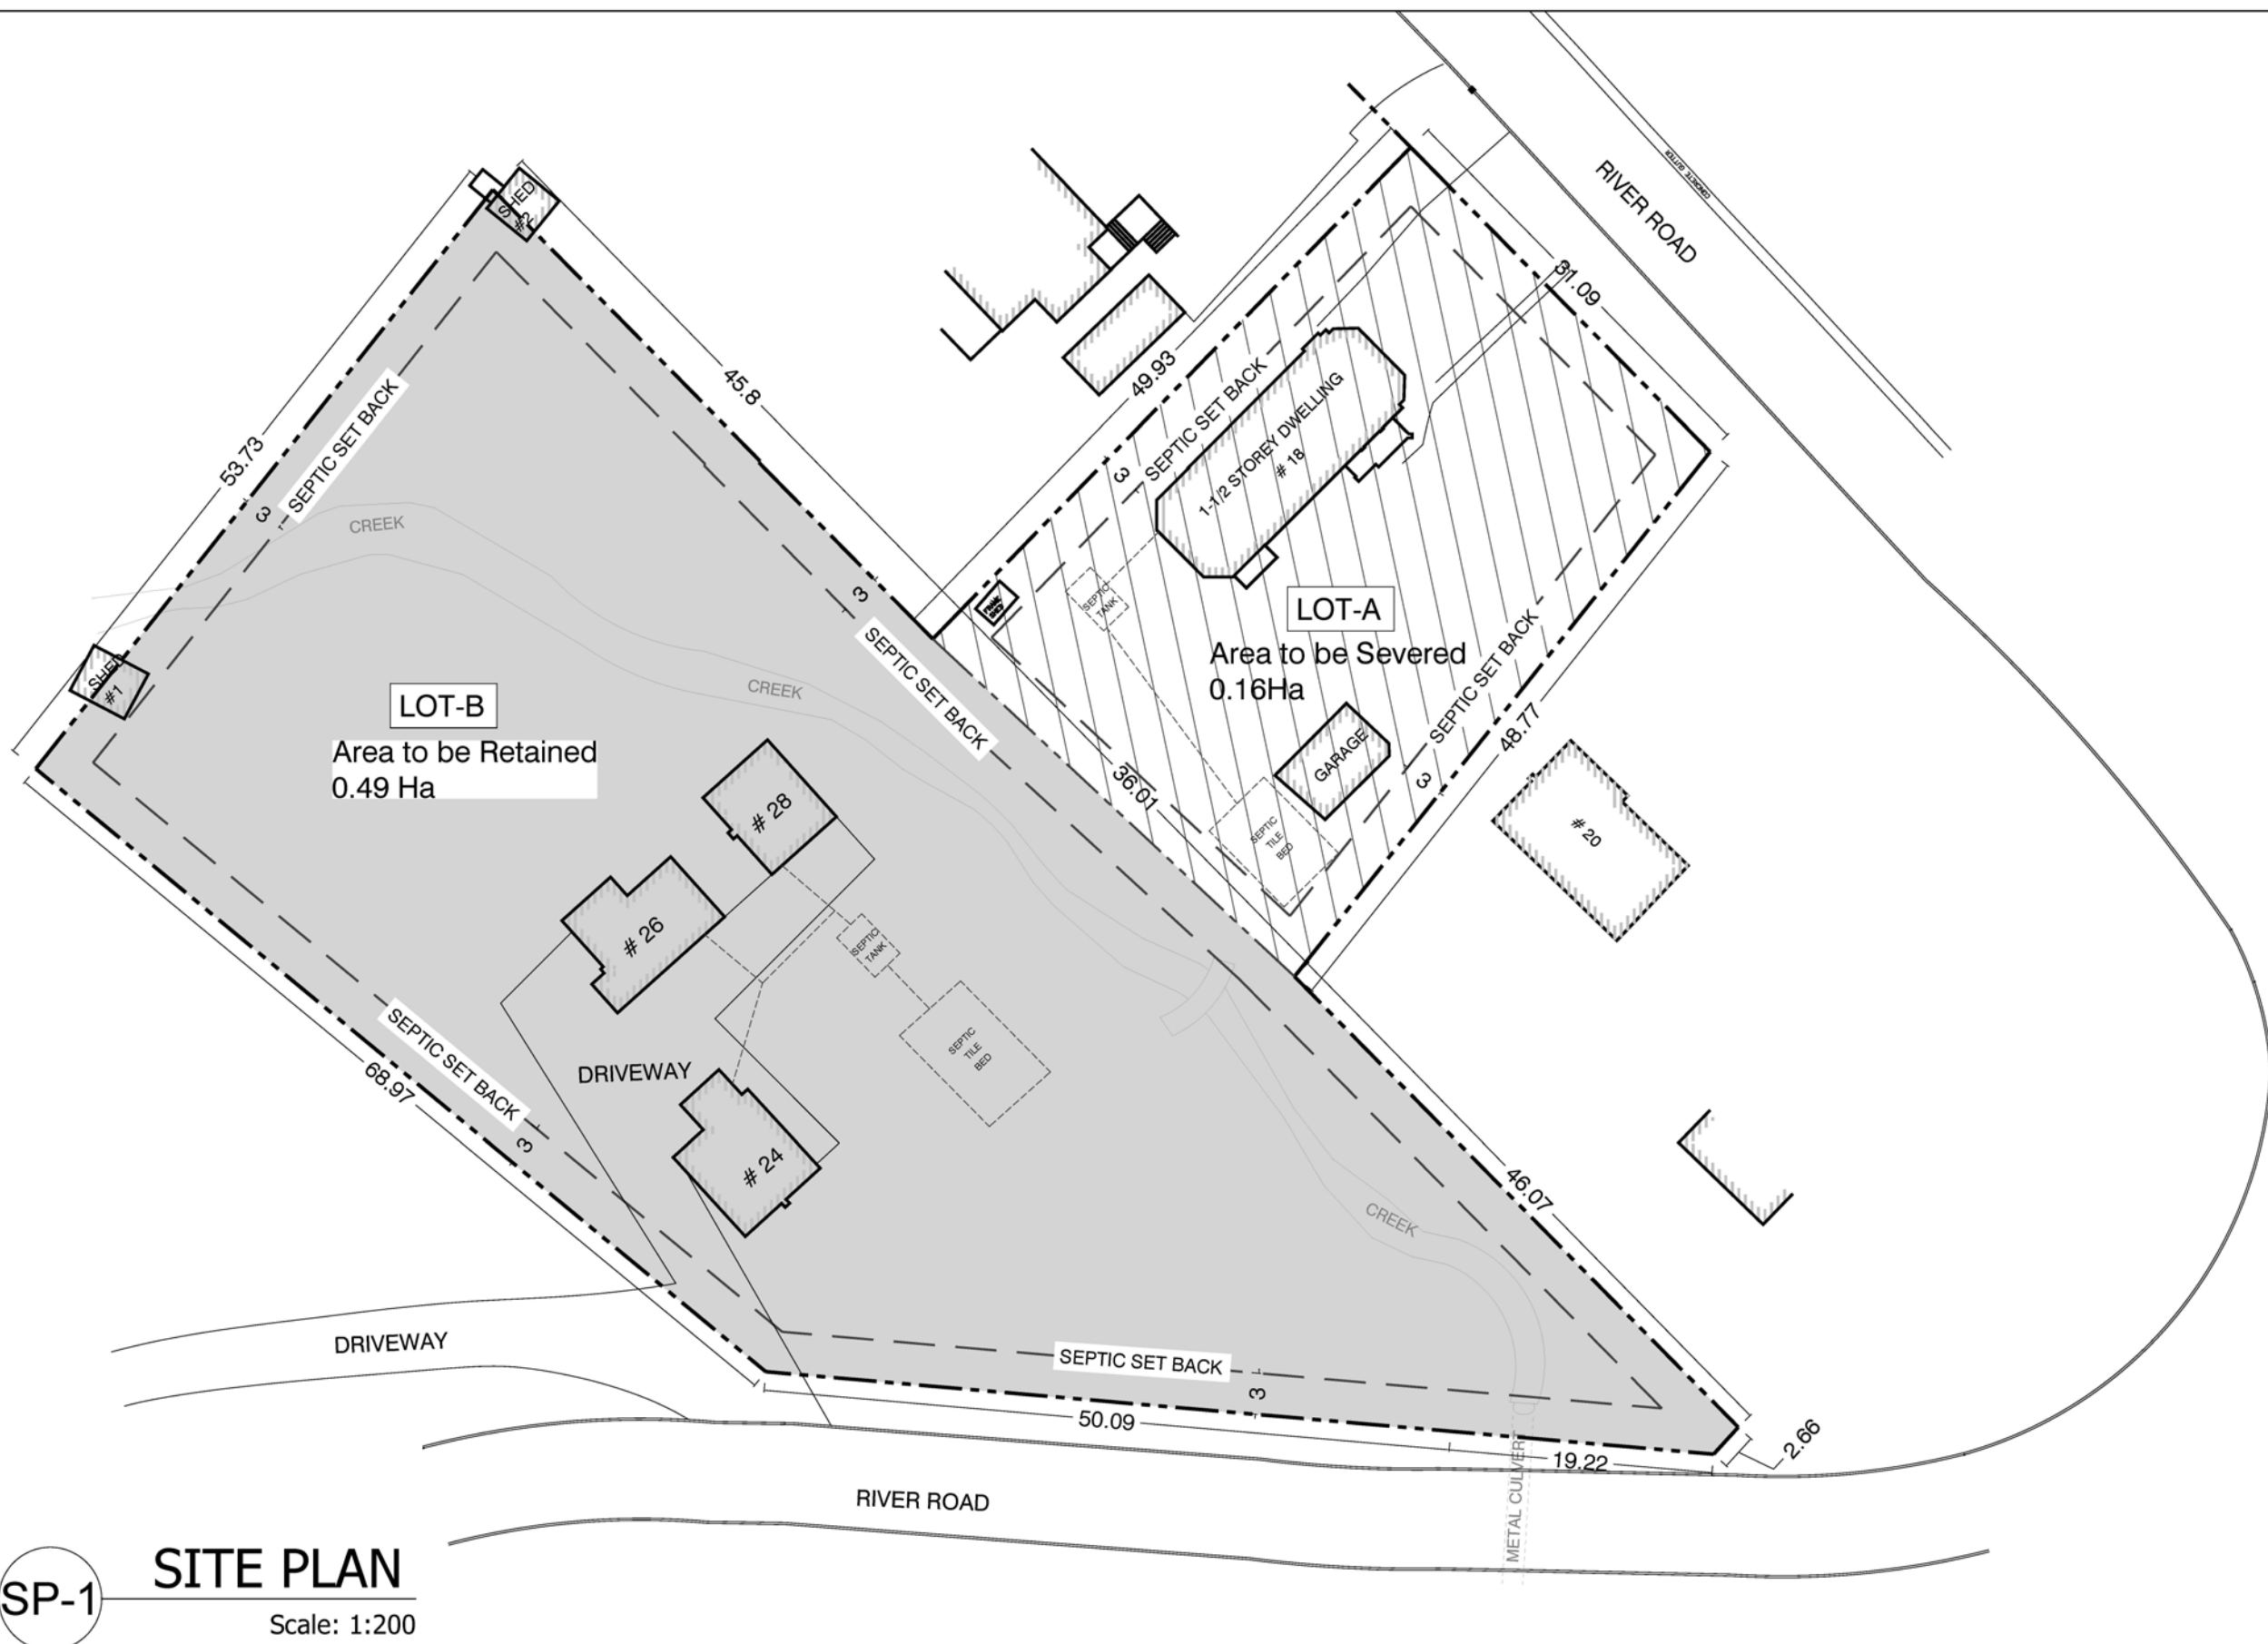 RIVER ROAD
CONCRETE GUTTER
SHED
#2
31.09
45.8
49.93
SEPTIC SET BACK
1-1/2 STOREY DWELLING
# 18
3
53.73
SEPTIC SET BACK
3
CREEK
3
SEPTIC SET BACK
SEPTIC
TANK
LOT-A
Area to be Severed
0.16Ha
SEPTIC SET BACK
48.77
3
SHED
#1
LOT-B
Area to be Retained
0.49 Ha
CREEK
36.01
GARAGE
SEPTIC
TILE
BED
# 20
# 28
# 26
SEPTIC
TANK
SEPTIC
TILE
BED
SEPTIC SET BACK
68.97
3
DRIVEWAY
# 24
46.07
CREEK
DRIVEWAY
SEPTIC SET BACK
3
50.09
19.22
2.66
METAL CULVERT
RIVER ROAD
SP-1
SITE PLAN
Scale: 1:200